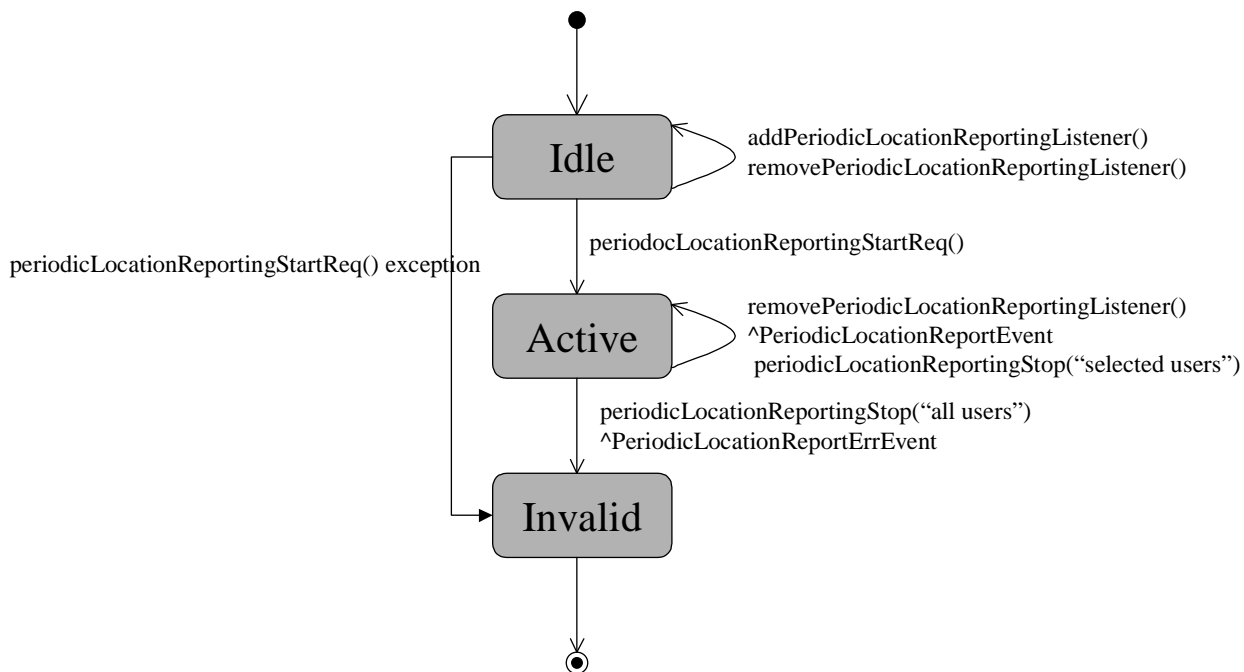 Idle
addPeriodicLocationReportingListener()
removePeriodicLocationReportingListener()
periodocLocationReportingStartReq()
periodicLocationReportingStartReq() exception
Active
removePeriodicLocationReportingListener()
^PeriodicLocationReportEvent
periodicLocationReportingStop(“selected users”)
periodicLocationReportingStop(“all users”)
^PeriodicLocationReportErrEvent
Invalid